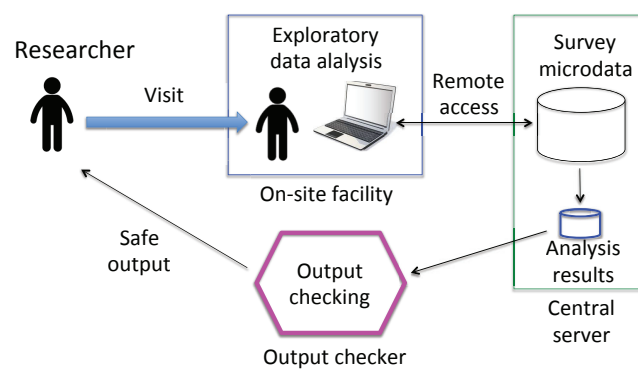 Researcher
Visit
Exploratory
data alalysis
On-site facility
Remote
access
Survey
microdata
Analysis
results
Central
server
Output
checking
Output checker
Safe
output